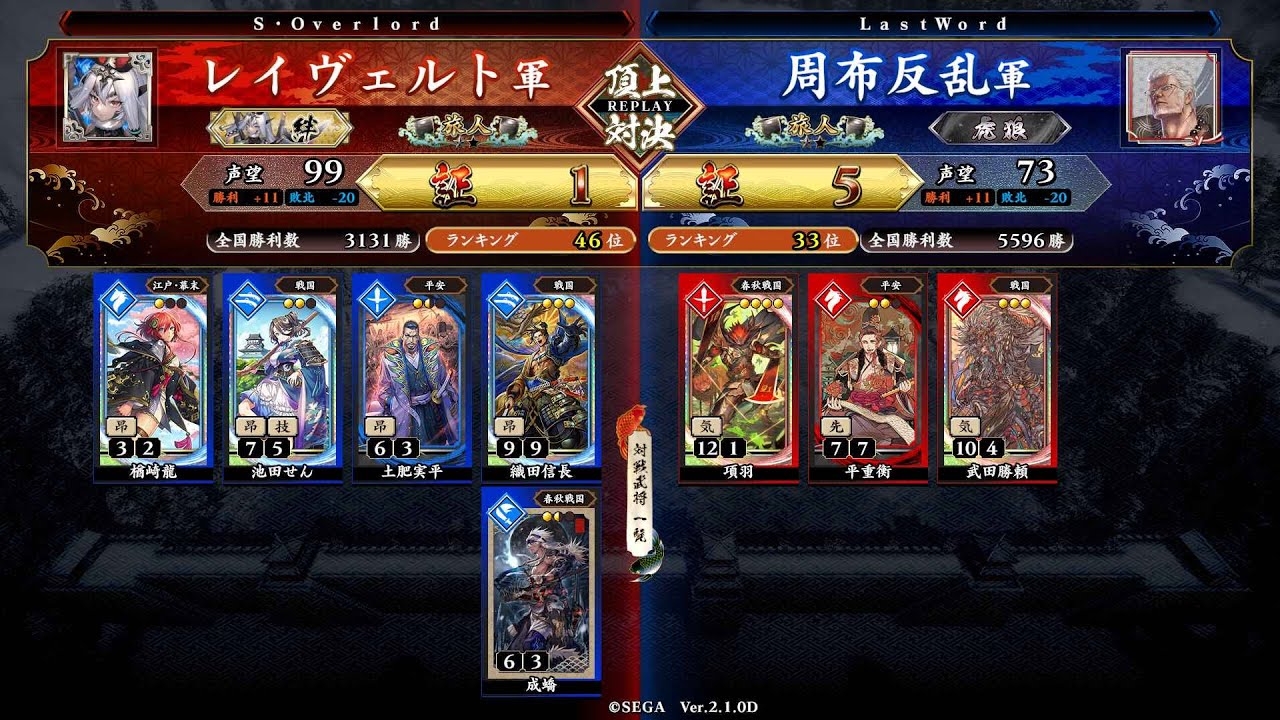 S・Overlord
LastWord
レイヴェルト軍
頂上
REPLAY
対決
周布反乱軍
絆
旅人
旅人
声望 99
勝利 +11 敗北 -20
証 1
証 5
声望 73
勝利 +11 敗北 -20
全国勝利数 3131勝
ランキング 46位
ランキング 33位
全国勝利数 5596勝
江戸・幕末
昂
3 2
楢崎龍
戦国
昂 技
7 5
池田せん
平安
昂
6 3
土肥実平
戦国
昂
9 9
織田信長
春秋戦国
6 3
成蟜
対戦武将一覧
春秋戦国
気
12 1
項羽
平安
先
7 7
平重衡
戦国
気
10 4
武田勝頼
©SEGA Ver.2.1.0D